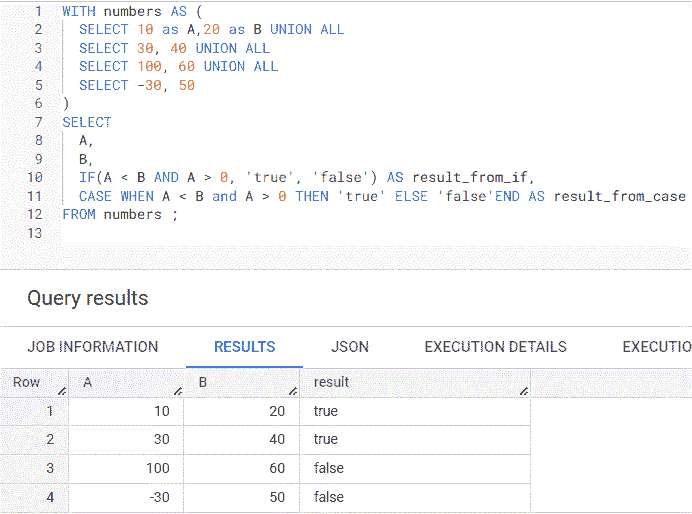 1 WITH numbers AS (
2 SELECT 10 as A,20 as B UNION ALL
3 SELECT 30, 40 UNION ALL
4 SELECT 100, 60 UNION ALL
5 SELECT -30, 50
6 )
7 SELECT
8 A,
9 B,
10 IF(A < B AND A > 0, 'true', 'false') AS result_from_if,
11 CASE WHEN A < B and A > 0 THEN 'true' ELSE 'false'END AS result_from_case
12 FROM numbers ;
13
Query results
JOB INFORMATION RESULTS JSON EXECUTION DETAILS EXECUTIO
Row A B result
1 10 20 true
2 30 40 true
3 100 60 false
4 -30 50 false